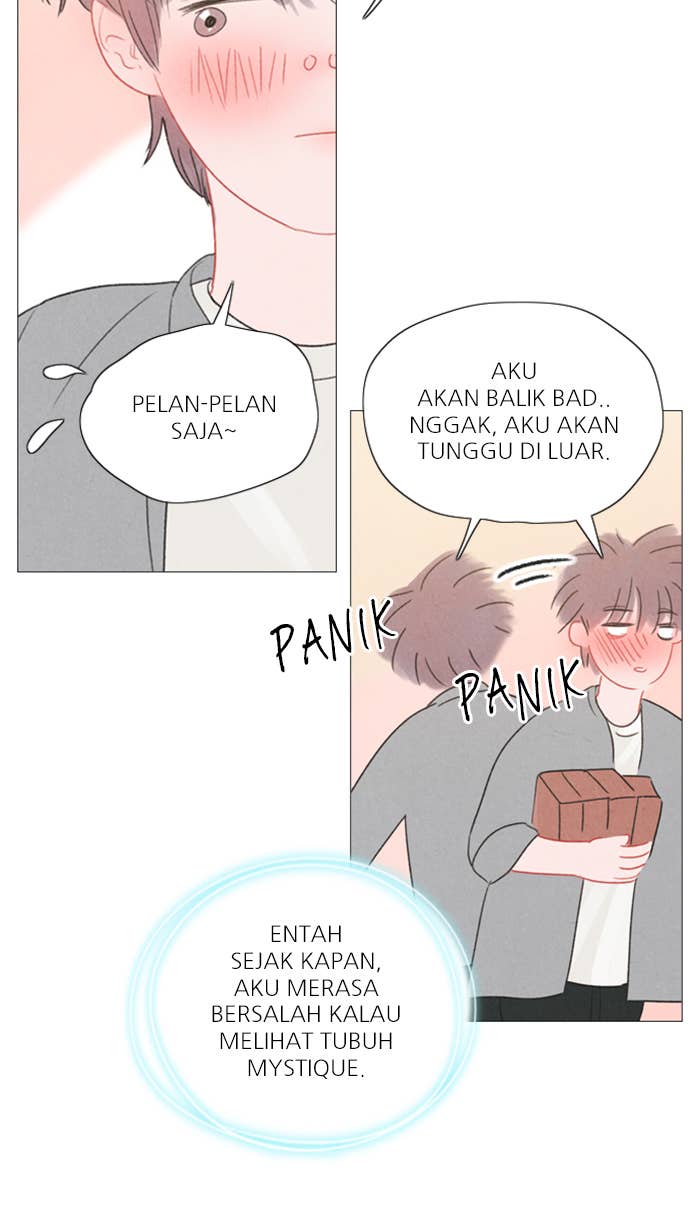 PELAN-PELAN
SAJA~
AKU
AKAN BALIK BAD..
NGGAK, AKU AKAN
TUNGGU DI LUAR.
PANIK
PANIK
ENTAH
SEJAK KAPAN,
AKU MERASA
BERSALAH KALAU
MELIHAT TUBUH
MYSTIQUE.